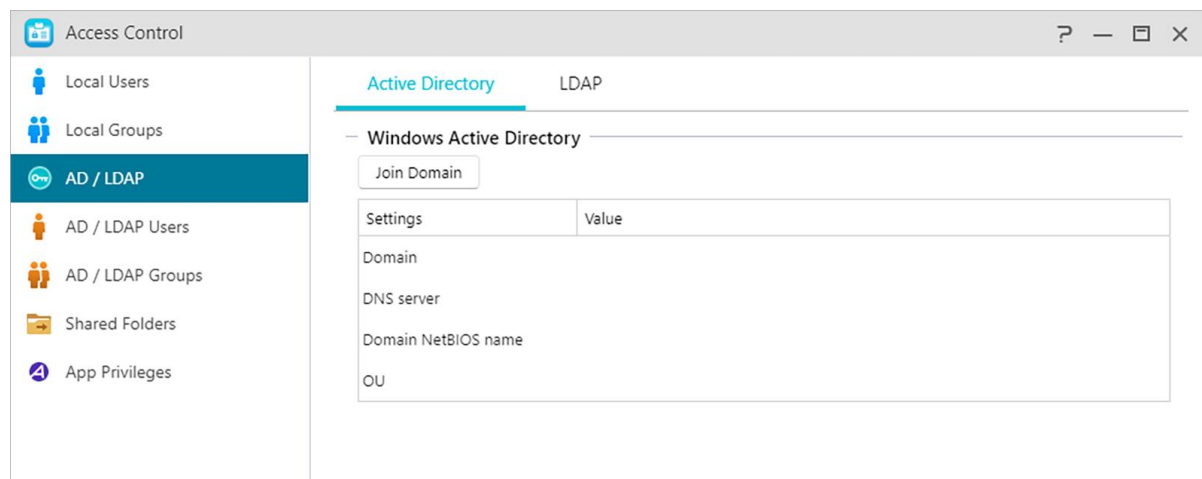 Access Control
Local Users
Local Groups
AD / LDAP
AD / LDAP Users
AD / LDAP Groups
Shared Folders
App Privileges
Active Directory LDAP
Windows Active Directory
Join Domain
Settings Value
Domain
DNS server
Domain NetBIOS name
OU